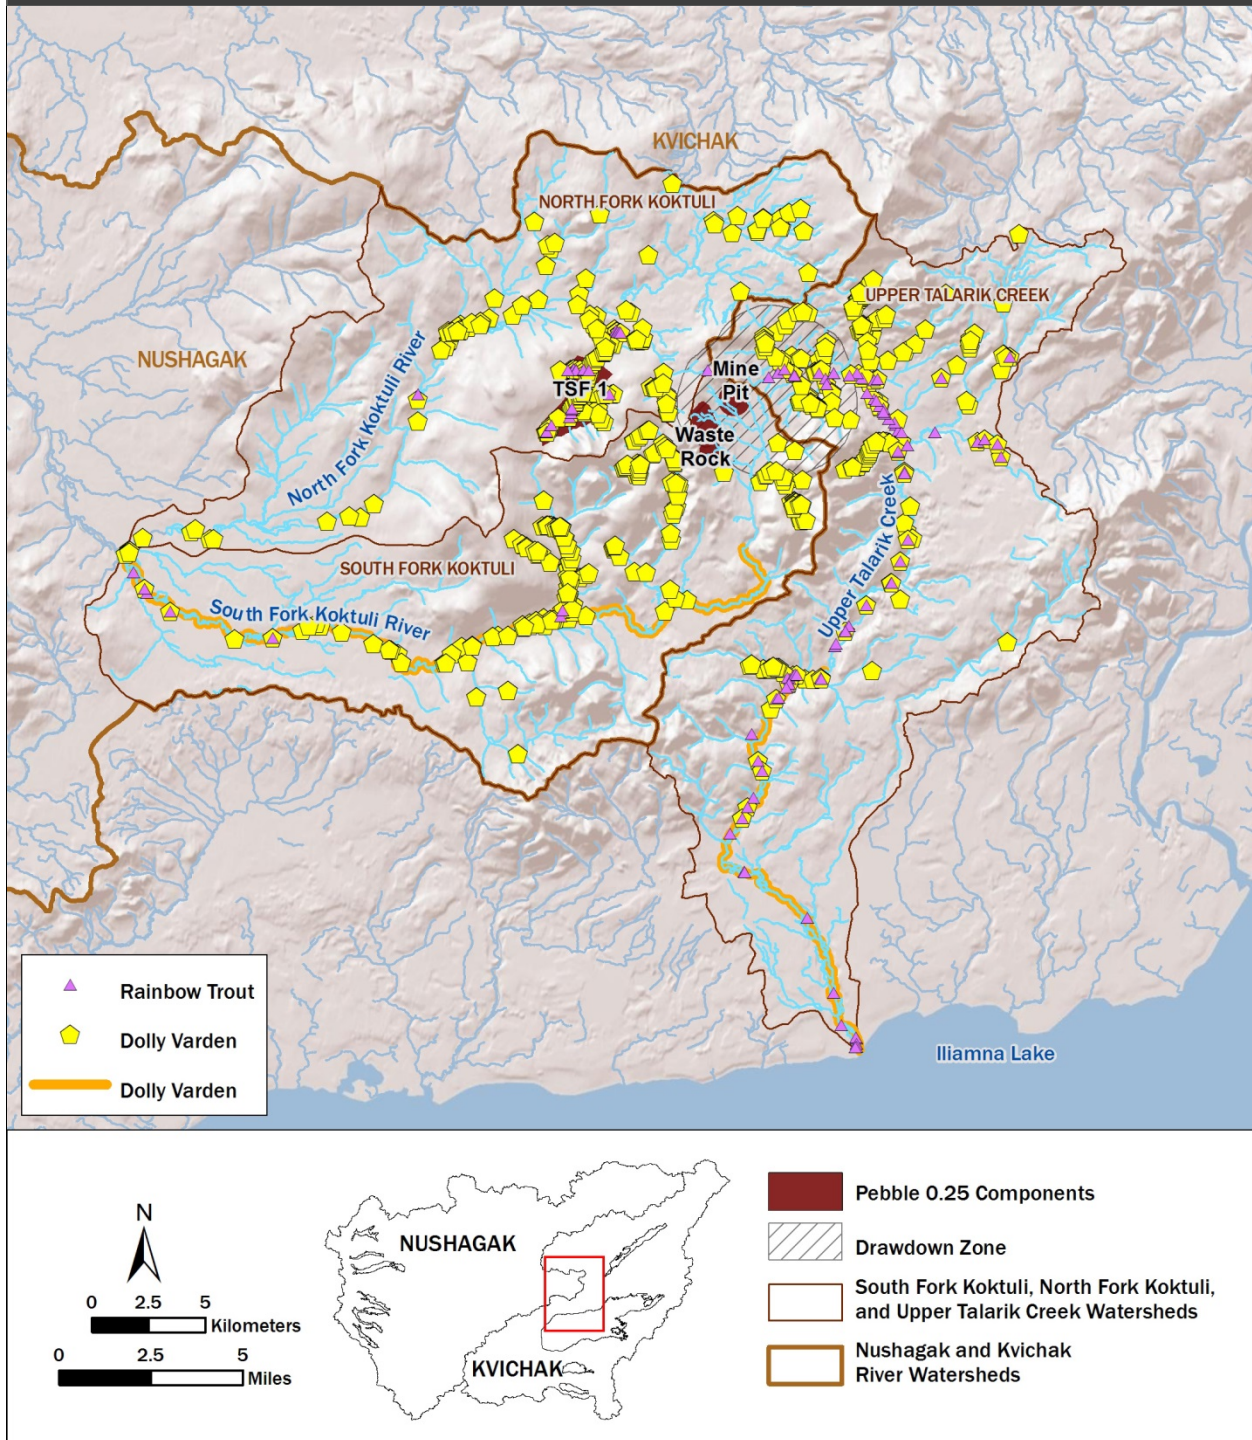 KVICHAK
NORTH FORK KOKTULI
UPPER TALARIK CREEK
NUSHAGAK
North Fork Koktuli River
TSF 1
Mine
Pit
Waste
Rock
SOUTH FORK KOKTULI
South Fork Koktuli River
Upper Talarik Creek
Iliamna Lake
Rainbow Trout
Dolly Varden
Dolly Varden
N
0 2.5 5
Kilometers
0 2.5 5
Miles
NUSHAGAK
KVICHAK
Pebble 0.25 Components
Drawdown Zone
South Fork Koktuli, North Fork Koktuli,
and Upper Talarik Creek Watersheds
Nushagak and Kvichak
River Watersheds